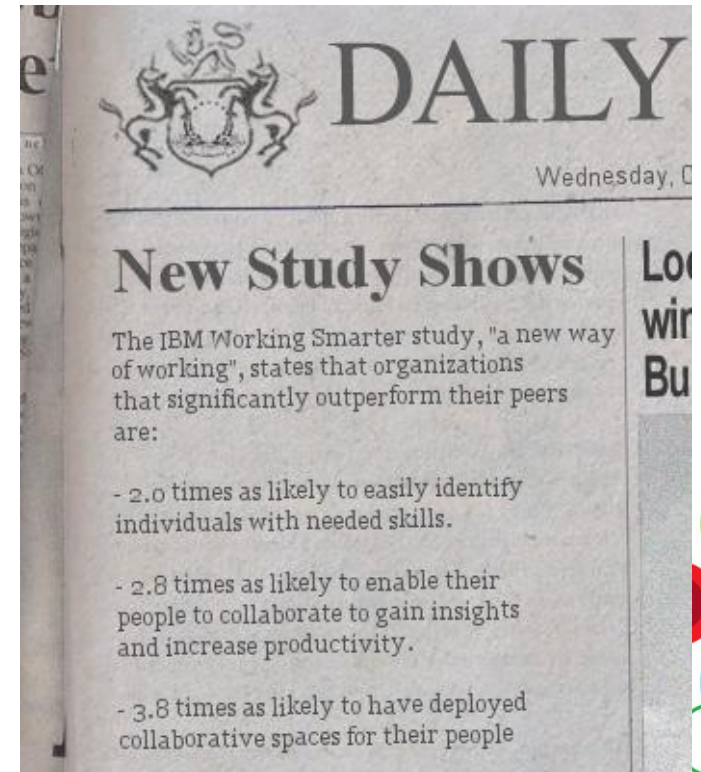 DAILY
Wednesday,
New Study Shows
The IBM Working Smarter study, "a new way
of working", states that organizations
that significantly outperform their peers
are:
- 2.0 times as likely to easily identify
individuals with needed skills.
- 2.8 times as likely to enable their
people to collaborate to gain insights
and increase productivity.
- 3.8 times as likely to have deployed
collaborative spaces for their people